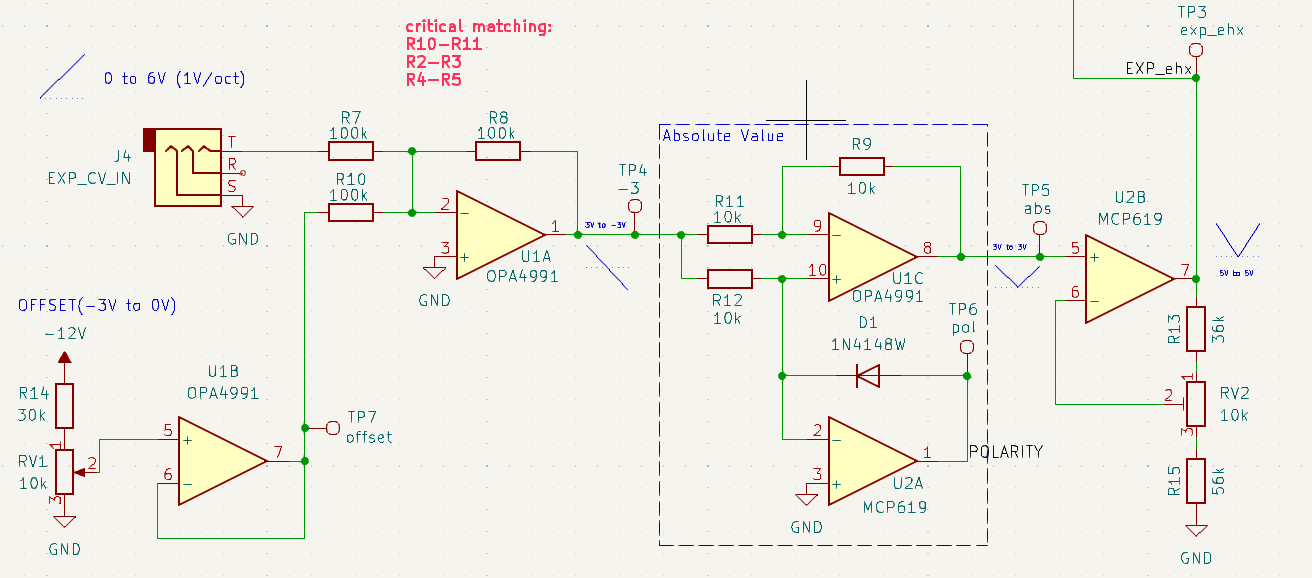 critical matching:
R10-R11
R2-R3
R4-R5
0 to 6V (1V/oct)
J4
EXP_CV_IN
T
R
S
GND
R7
100k
R8
100k
R10
100k
2
-
3
+
1
U1A
OPA4991
GND
TP4
-3
3V to -3V
OFFSET(-3V to 0V)
-12V
R14
30k
RV1
10k
1
2
3
GND
U1B
OPA4991
5
+
6
-
7
TP7
offset
Absolute Value
R9
10k
R11
10k
R12
10k
9
-
10
+
8
U1C
OPA4991
D1
1N4148W
TP6
pol
2
-
3
+
1
U2A
MCP619
GND
POLARITY
3V to 3V
TP5
abs
U2B
MCP619
5
+
6
-
7
TP3
exp_ehx
EXP_ehx
5V to 5V
R13
36k
1
2
3
RV2
10k
R15
56k
GND